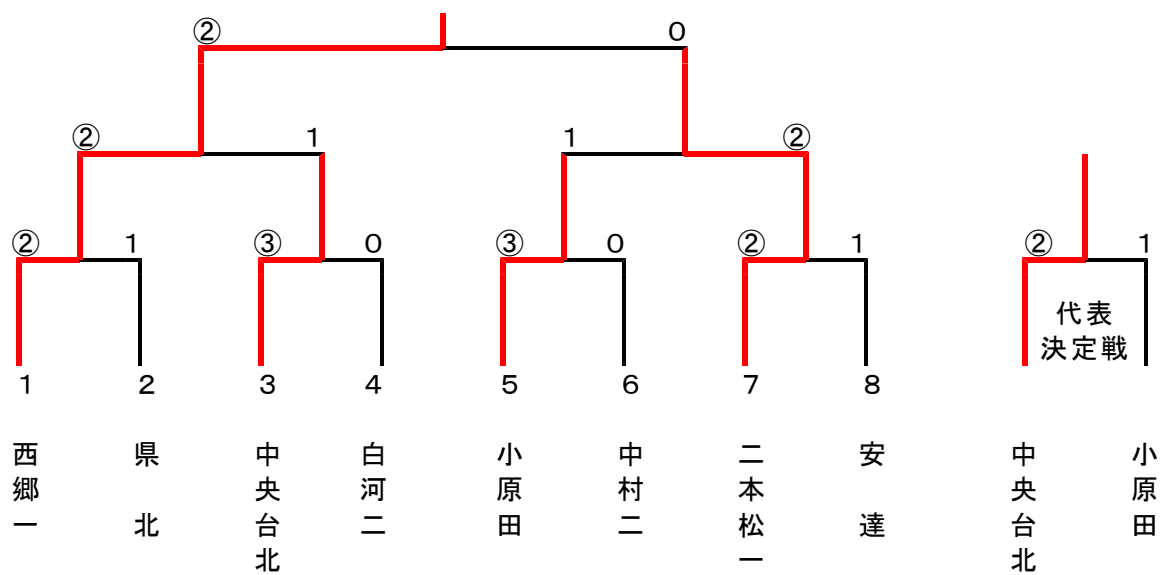 ② 0
② 1 1 ②
② 1 ③ 0 ③ 0 ② 1 ② 1
代表
決定戦
1 2 3 4 5 6 7 8
西郷一
県北
中央台北
白河二
小原田
中村二
二本松一
安達
中央台北
小原田